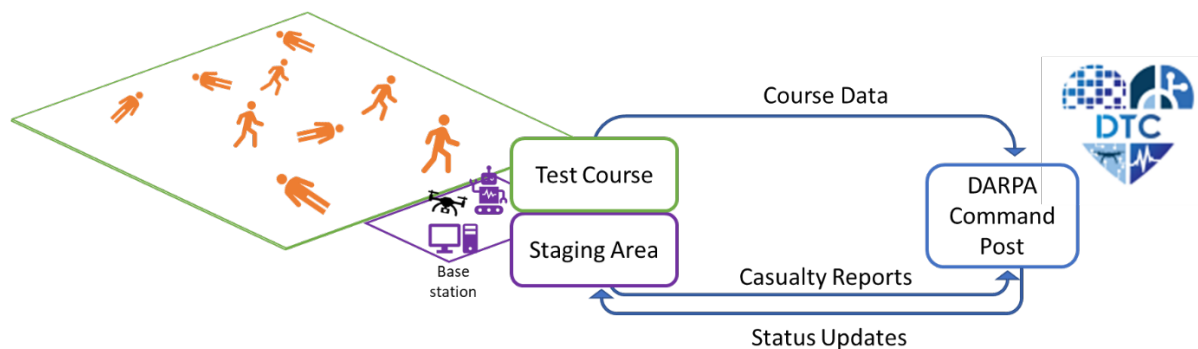 Course Data
DTC
Test Course
DARPA
Command
Post
Staging Area
Base
station
Casualty Reports
Status Updates